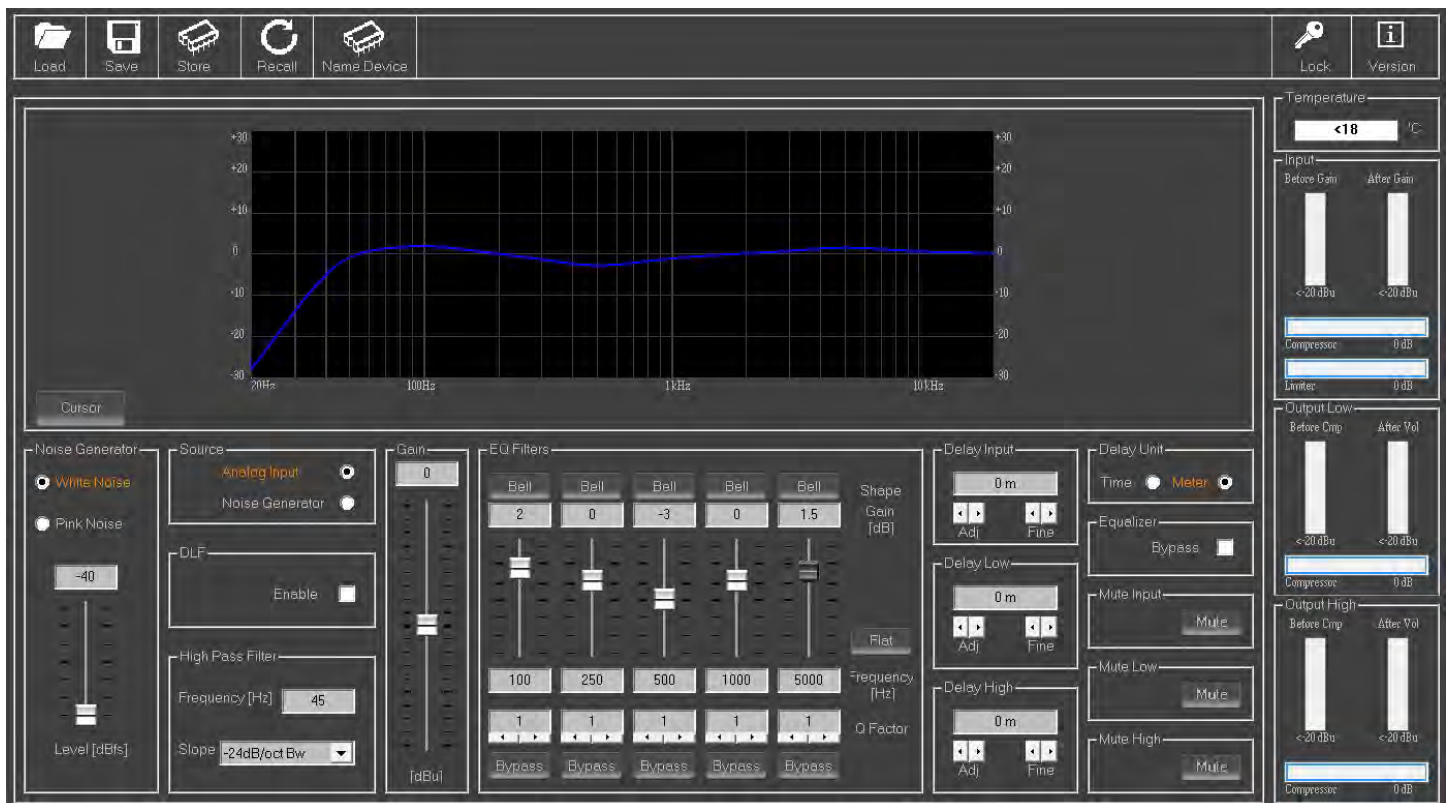 Load Save Store Recall Name Device Lock Version
Temperature
<18 °C
+30 +30
+20 +20
+10 +10
0 0
-10 -10
-20 -20
-30 -30
20Hz 100Hz 1kHz 10kHz
Cursor
Input
Before Gain After Gain
<-20 dBu <-20 dBu
Compressor 0 dB
Limiter 0 dB
Output Low
Before Cmp After Vol
<-20 dBu <-20 dBu
Compressor 0 dB
Output High
Before Cmp After Vol
<-20 dBu <-20 dBu
Compressor 0 dB
Noise Generator
White Noise
Pink Noise
-40
Level [dBfs]
Source
Analog Input
Noise Generator
DLF
Enable
High Pass Filter
Frequency [Hz] 45
Slope -24dB/oct Bw
Gain
0
[dBu]
EQ Filters
Bell Bell Bell Bell Bell Shape
2 0 -3 0 1.5 Gain
[dB]
Flat
100 250 500 1000 5000 Frequency
[Hz]
1 1 1 1 1 Q Factor
Bypass Bypass Bypass Bypass Bypass
Delay Input
0 m
Adj Fine
Delay Low
0 m
Adj Fine
Delay High
0 m
Adj Fine
Delay Unit
Time Meter
Equalizer
Bypass
Mute Input
Mute
Mute Low
Mute
Mute High
Mute